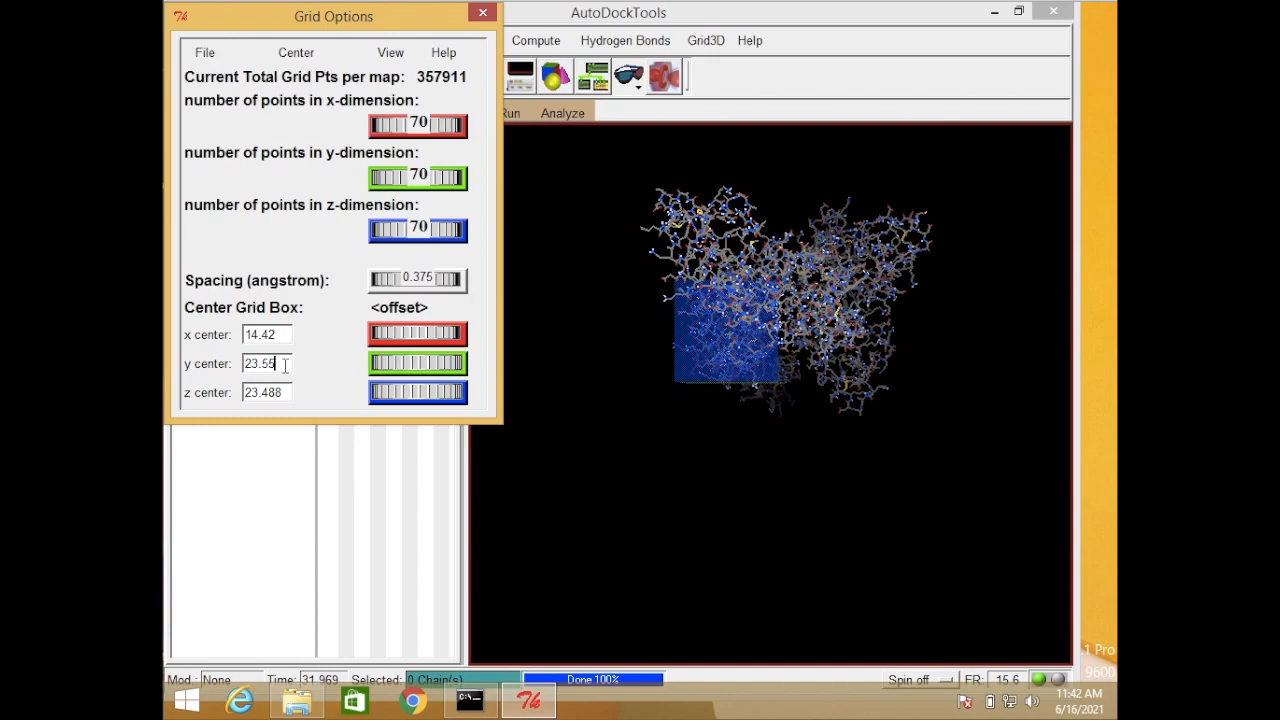 Grid Options
AutoDockTools
File Center View Help
Compute Hydrogen Bonds Grid3D Help
Current Total Grid Pts per map: 357911
number of points in x-dimension:
70
Run Analyze
number of points in y-dimension:
70
number of points in z-dimension:
70
Spacing (angstrom): 0.375
Center Grid Box: <offset>
x center: 14.42
y center: 23.55
z center: 23.488
.1 Pro
9600
Mod.: None Time: 31.969 Selected: 0 Chain(s) Done 100% Spin off FR: 15.6
11:42 AM
6/16/2021